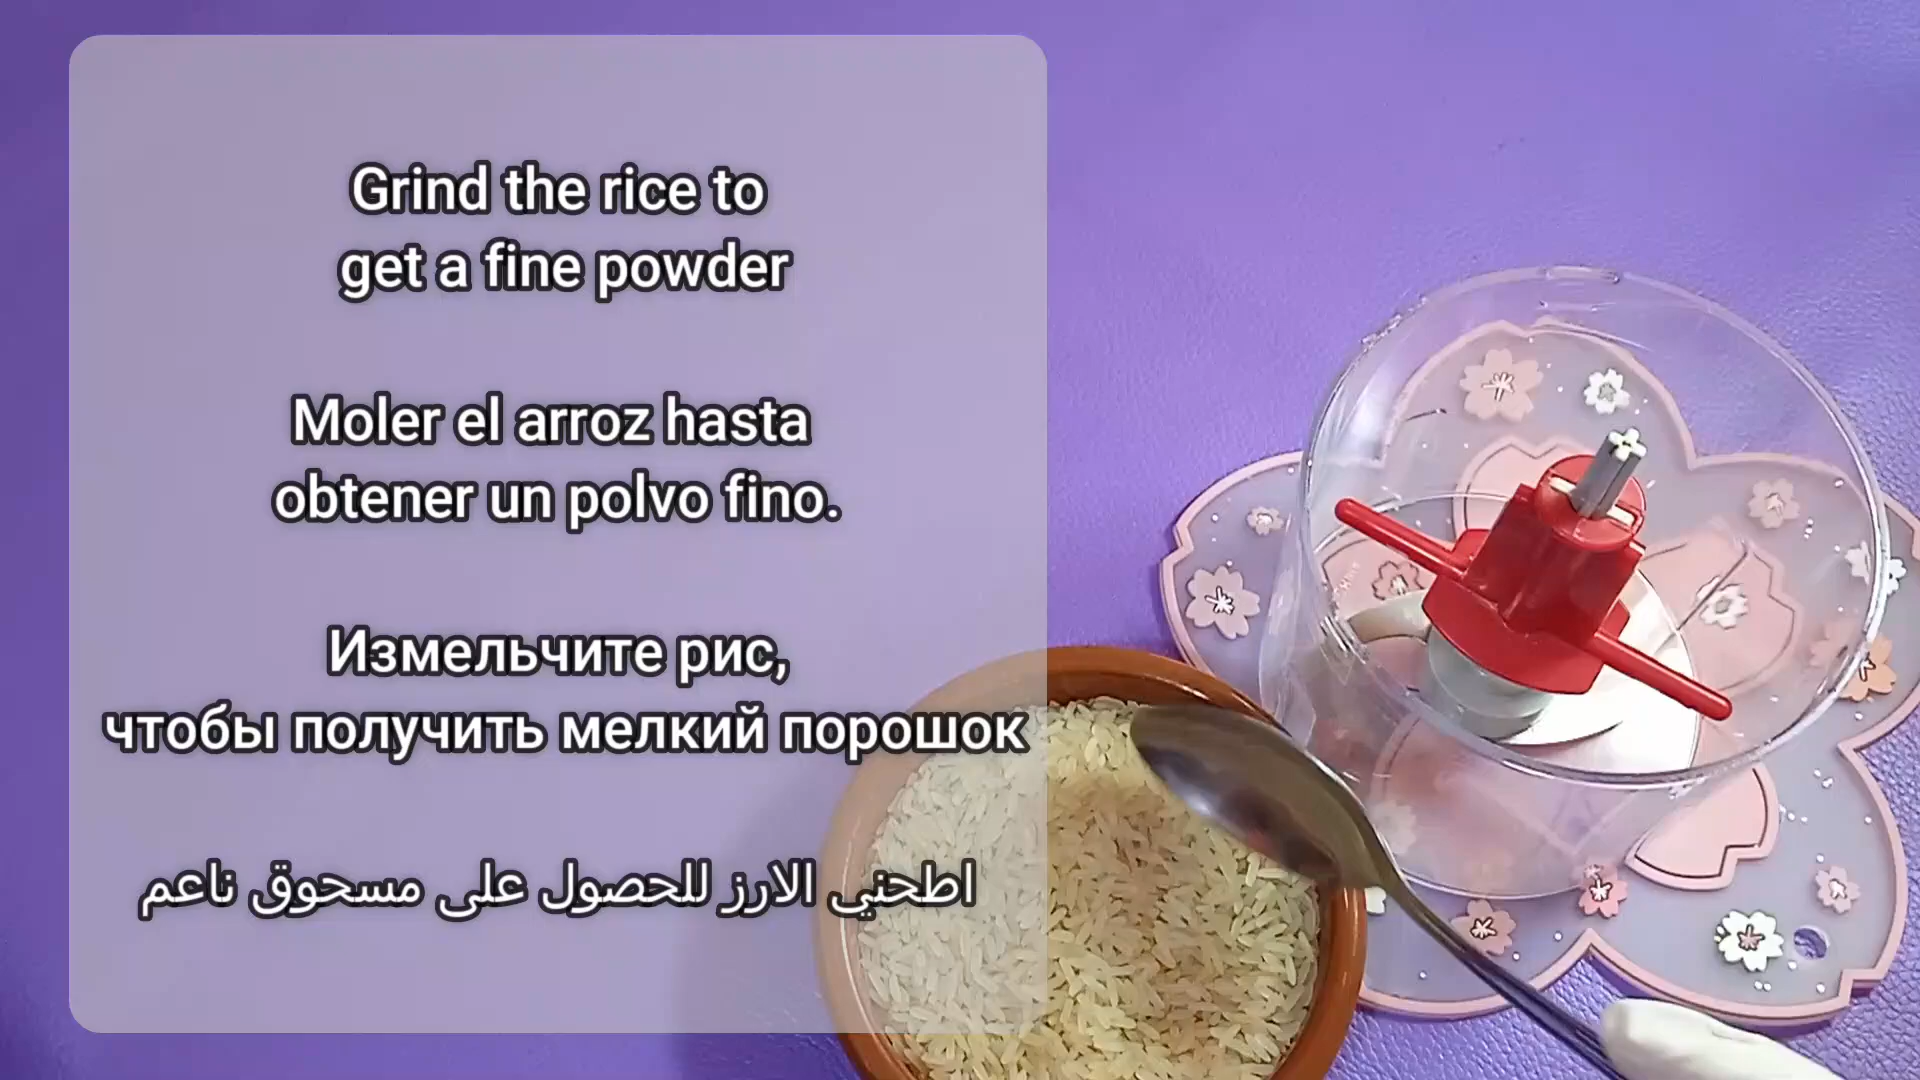 Grind the rice to
get a fine powder
Moler el arroz hasta
obtener un polvo fino.
Измельчите рис,
чтобы получить мелкий порошок
اطحني الارز للحصول على مسحوق ناعم